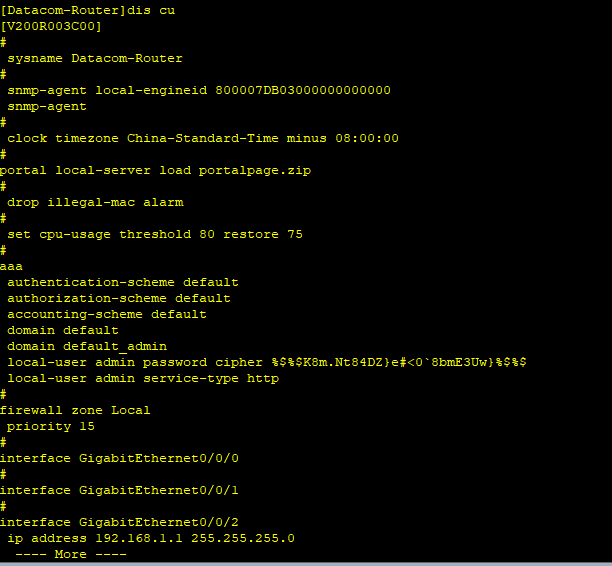 [Datacom-Router]dis cu
[V200R003C00]
#
sysname Datacom-Router
#
snmp-agent local-engineid 800007DB03000000000000
snmp-agent
#
clock timezone China-Standard-Time minus 08:00:00
#
portal local-server load portalpage.zip
#
drop illegal-mac alarm
#
set cpu-usage threshold 80 restore 75
#
aaa
authentication-scheme default
authorization-scheme default
accounting-scheme default
domain default
domain default_admin
local-user admin password cipher %$%$K8m.Nt84DZ}e#<0`8bmE3Uw}%$%$
local-user admin service-type http
#
firewall zone Local
priority 15
#
interface GigabitEthernet0/0/0
#
interface GigabitEthernet0/0/1
#
interface GigabitEthernet0/0/2
ip address 192.168.1.1 255.255.255.0
---- More ----